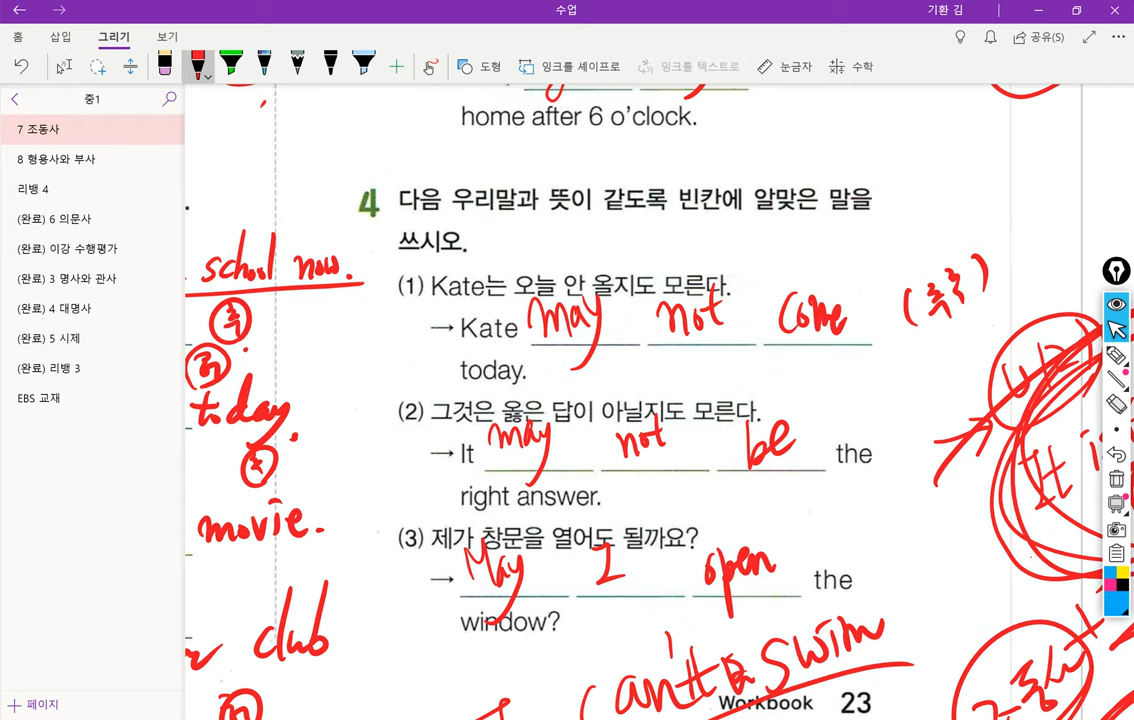 수업
기환 김
홈 삽입 그리기 보기
공유(S)
도형 잉크를 셰이프로 잉크를 텍스트로 눈금자 수학
중1
7 조동사
8 형용사와 부사
리뱅 4
(완료) 6 의문사
(완료) 이강 수행평가
(완료) 3 명사와 관사
(완료) 4 대명사
(완료) 5 시제
(완료) 리뱅 3
EBS 교재
페이지
home after 6 o'clock.
4 다음 우리말과 뜻이 같도록 빈칸에 알맞은 말을
쓰시오.
school now.
(1) Kate는 오늘 안 올지도 모른다.
→ Kate may not come
today.
today.
(2) 그것은 옳은 답이 아닐지도 모른다.
→ It may not be the
right answer.
movie.
(3) 제가 창문을 열어도 될까요?
→ May I open the
window?
club
swim
Workbook 23